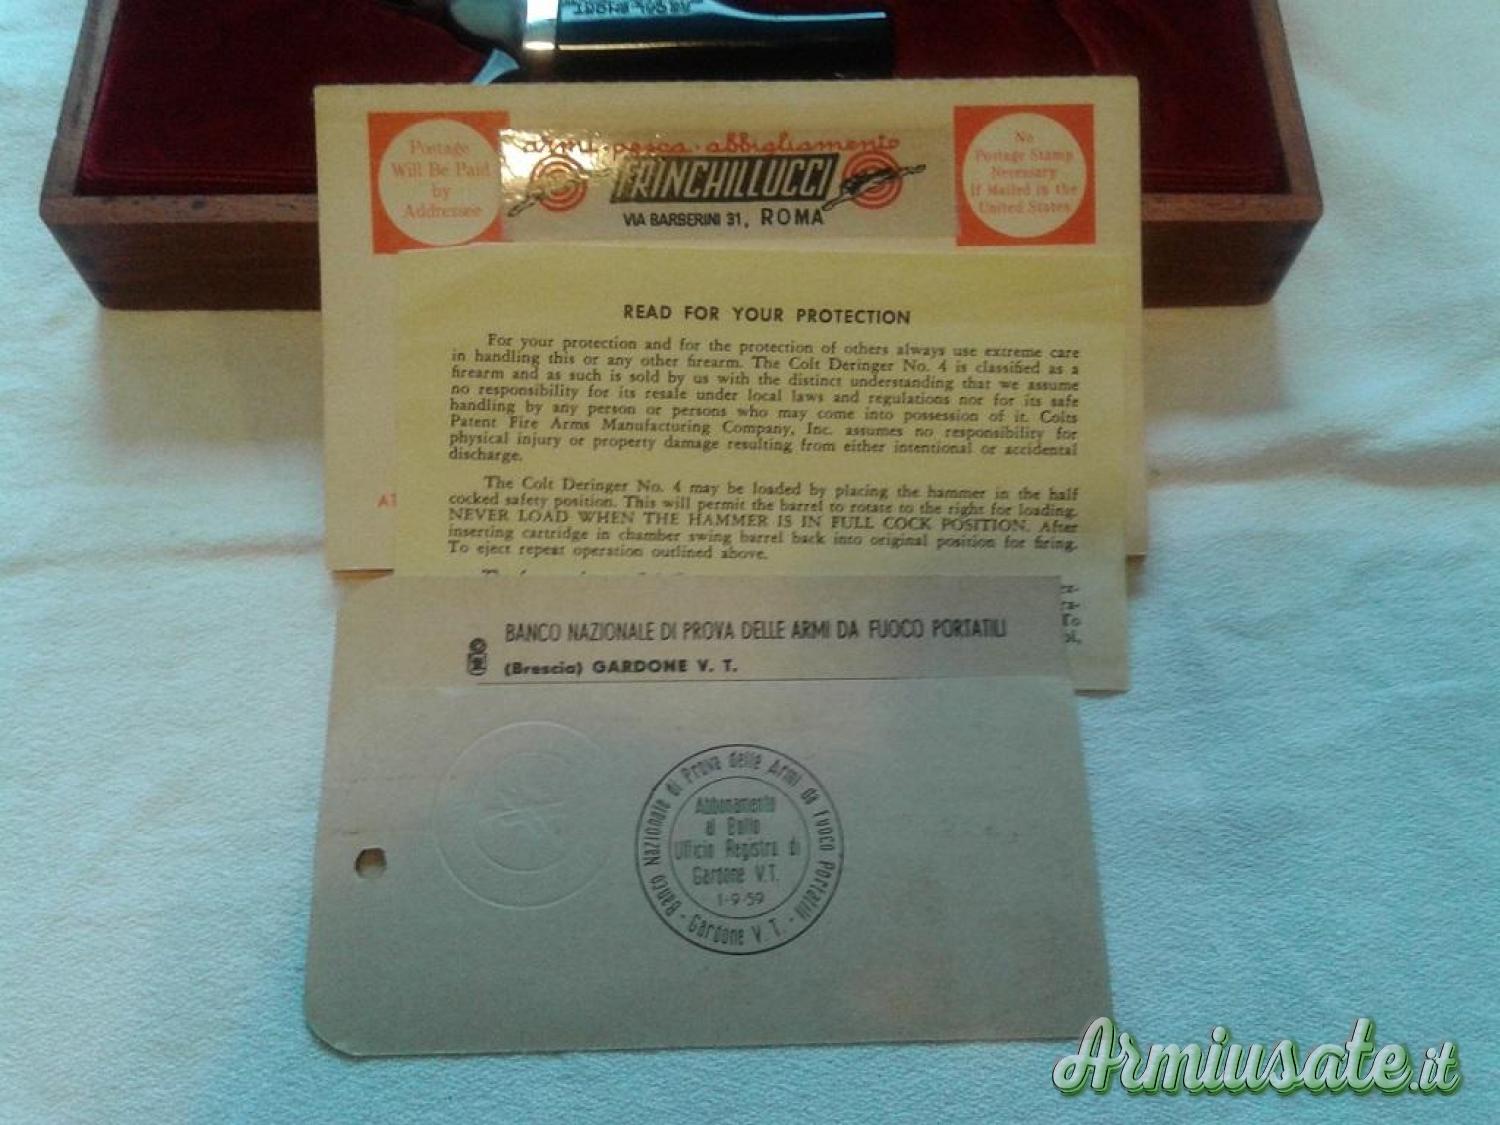 Postage
Will Be Paid
by
Addressee
armi · pesca · abbigliamento
FRINCHILLUCCI
VIA BARBERINI 31, ROMA
No
Postage Stamp
Necessary
If Mailed in the
United States
READ FOR YOUR PROTECTION
For your protection and for the protection of others always use extreme care
in handling this or any other firearm. The Colt Deringer No. 4 is classified as a
firearm and as such is sold by us with the distinct understanding that we assume
no responsibility for its resale under local laws and regulations nor for its safe
handling by any person or persons who may come into possession of it. Colts
Patent Fire Arms Manufacturing Company, Inc. assumes no responsibility for
physical injury or property damage resulting from either intentional or accidental
discharge.
The Colt Deringer No. 4 may be loaded by placing the hammer in the half
cocked safety position. This will permit the barrel to rotate to the right for loading.
NEVER LOAD WHEN THE HAMMER IS IN FULL COCK POSITION. After
inserting cartridge in chamber swing barrel back into original position for firing.
To eject repeat operation outlined above.
BANCO NAZIONALE DI PROVA DELLE ARMI DA FUOCO PORTATILI
(Brescia) GARDONE V. T.
Banco Nazionale di Prova delle Armi da Fuoco Portatili
- Gardone V. T. -
Abbonamento
al Bollo
Ufficio Registro di
Gardone V.T.
1-9-59
Armiusate.it